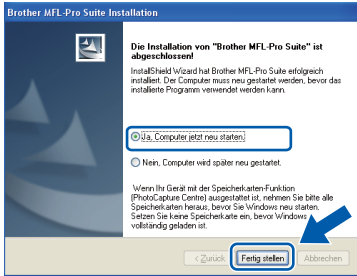 Brother MFL-Pro Suite Installation
Die Installation von "Brother MFL-Pro Suite" ist
abgeschlossen!
InstallShield Wizard hat Brother MFL-Pro Suite erfolgreich
installiert. Der Computer muss neu gestartet werden, bevor das
installierte Programm verwendet werden kann.
Ja, Computer jetzt neu starten.
Nein, Computer wird später neu gestartet.
Wenn Ihr Gerät mit der Speicherkarten-Funktion
(PhotoCapture Centre) ausgestattet ist, nehmen Sie bitte alle
Speicherkarten heraus, bevor Sie Windows neu starten.
Setzen Sie keine Speicherkarte ein, bevor Windows
vollständig geladen ist.
< Zurück
Fertig stellen
Abbrechen